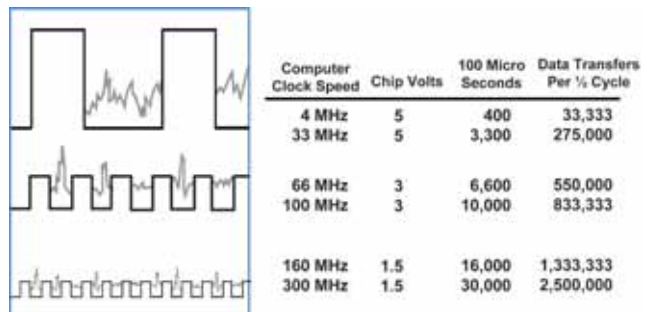 Computer Clock Speed Chip Volts 100 Micro Seconds Data Transfers Per ½ Cycle
4 MHz 5 400 33,333
33 MHz 5 3,300 275,000
66 MHz 3 6,600 550,000
100 MHz 3 10,000 833,333
160 MHz 1.5 16,000 1,333,333
300 MHz 1.5 30,000 2,500,000